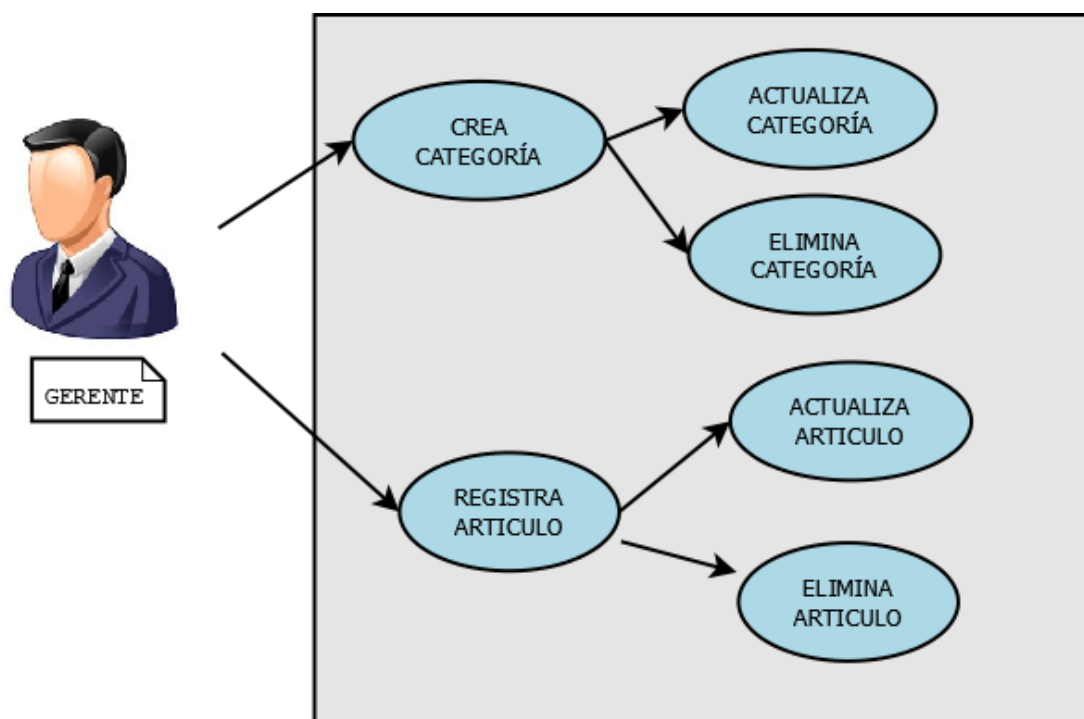 CREA
CATEGORÍA
ACTUALIZA
CATEGORÍA
ELIMINA
CATEGORÍA
GERENTE
REGISTRA
ARTICULO
ACTUALIZA
ARTICULO
ELIMINA
ARTICULO